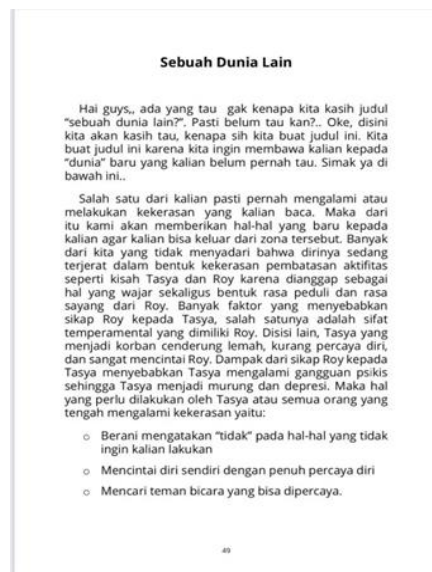 Sebuah Dunia Lain
Hai guys,, ada yang tau gak kenapa kita kasih judul
"sebuah dunia lain?". Pasti belum tau kan?.. Oke, disini
kita akan kasih tau, kenapa sih kita buat judul ini. Kita
buat judul ini karena kita ingin membawa kalian kepada
"dunia" baru yang kalian belum pernah tau. Simak ya di
bawah ini..
Salah satu dari kalian pasti pernah mengalami atau
melakukan kekerasan yang kalian baca. Maka dari
itu kami akan memberikan hal-hal yang baru kepada
kalian agar kalian bisa keluar dari zona tersebut. Banyak
dari kita yang tidak menyadari bahwa dirinya sedang
terjerat dalam bentuk kekerasan pembatasan aktifitas
seperti kisah Tasya dan Roy karena dianggap sebagai
hal yang wajar sekaligus bentuk rasa peduli dan rasa
sayang dari Roy. Banyak faktor yang menyebabkan
sikap Roy kepada Tasya, salah satunya adalah sifat
temperamental yang dimiliki Roy. Disisi lain, Tasya yang
menjadi korban cenderung lemah, kurang percaya diri,
dan sangat mencintai Roy. Dampak dari sikap Roy kepada
Tasya menyebabkan Tasya mengalami gangguan psikis
sehingga Tasya menjadi murung dan depresi. Maka hal
yang perlu dilakukan oleh Tasya atau semua orang yang
tengah mengalami kekerasan yaitu:
o Berani mengatakan "tidak" pada hal-hal yang tidak
ingin kalian lakukan
o Mencintai diri sendiri dengan penuh percaya diri
o Mencari teman bicara yang bisa dipercaya.
49